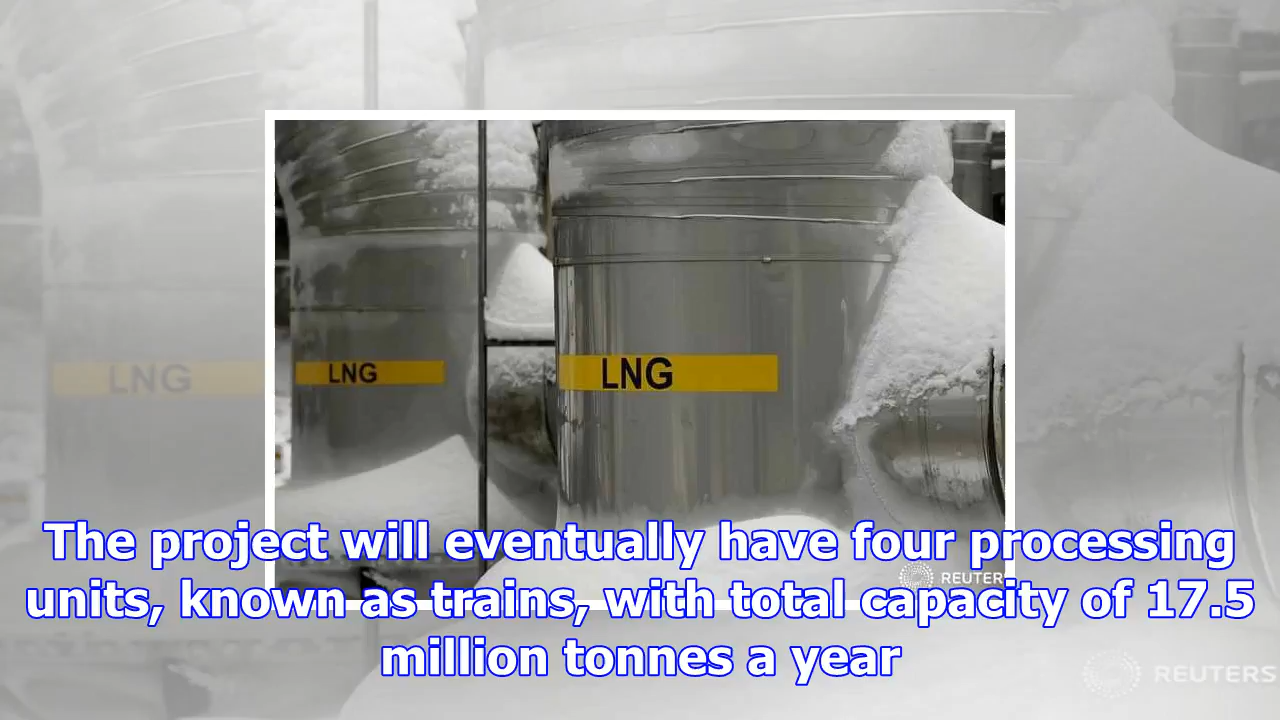 LNG
LNG
LNG
REUTERS
The project will eventually have four processing
units, known as trains, with total capacity of 17.5
million tonnes a year
REUTERS